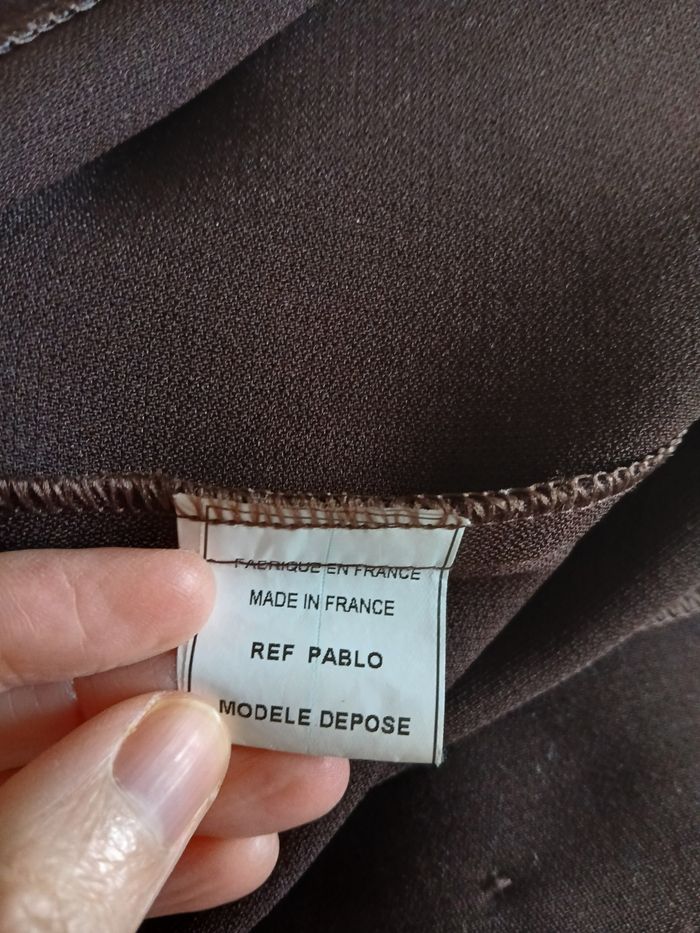 FABRIQUE EN FRANCE
MADE IN FRANCE
REF PABLO
MODELE DEPOSE